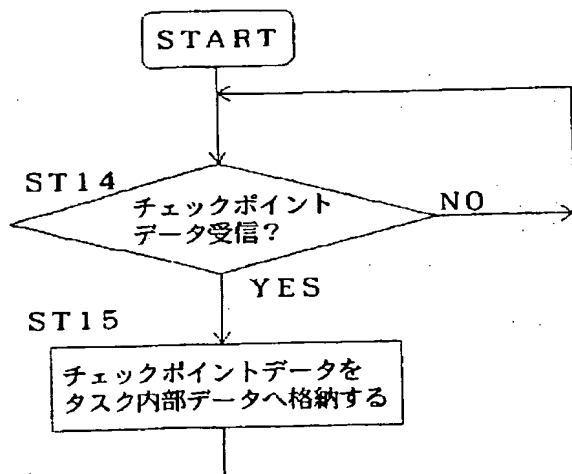 START
ST14
チェックポイント
データ受信?
NO
YES
ST15
チェックポイントデータを
タスク内部データへ格納する